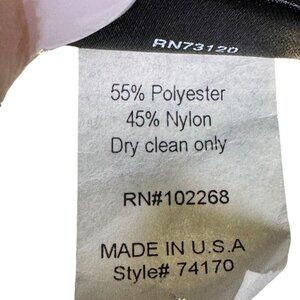 RN73120
55% Polyester
45% Nylon
Dry clean only
RN#102268
MADE IN U.S.A
Style# 74170